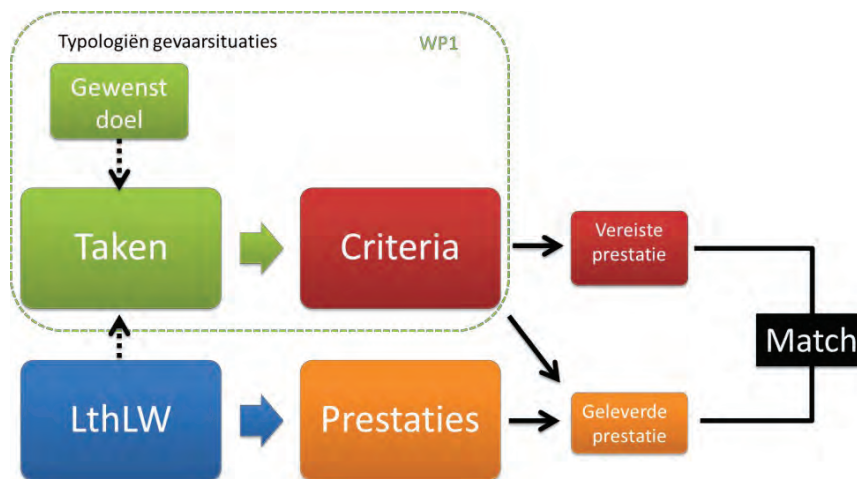 Typologiën gevaarsituaties
WP1
Gewenst
doel
Taken
Criteria
Vereiste
prestatie
Match
LthLW
Prestaties
Geleverde
prestatie